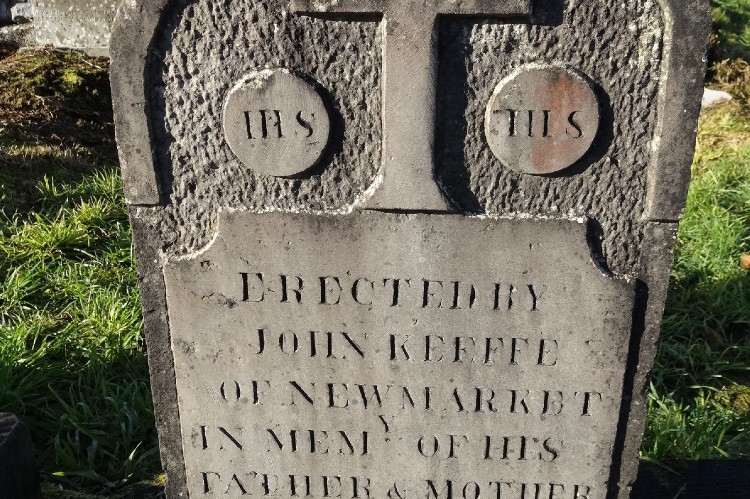 IHS IHS
ERECTED BY
JOHN KEEFFE
OF NEWMARKET
IN MEMY OF HIS
FATHER & MOTHER